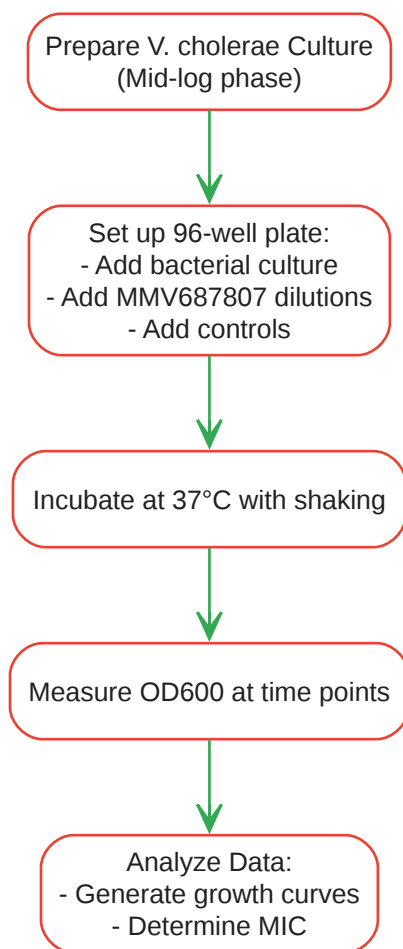 Prepare V. cholerae Culture
(Mid-log phase)
Set up 96-well plate:
- Add bacterial culture
- Add MMV687807 dilutions
- Add controls
Incubate at 37°C with shaking
Measure OD600 at time points
Analyze Data:
- Generate growth curves
- Determine MIC